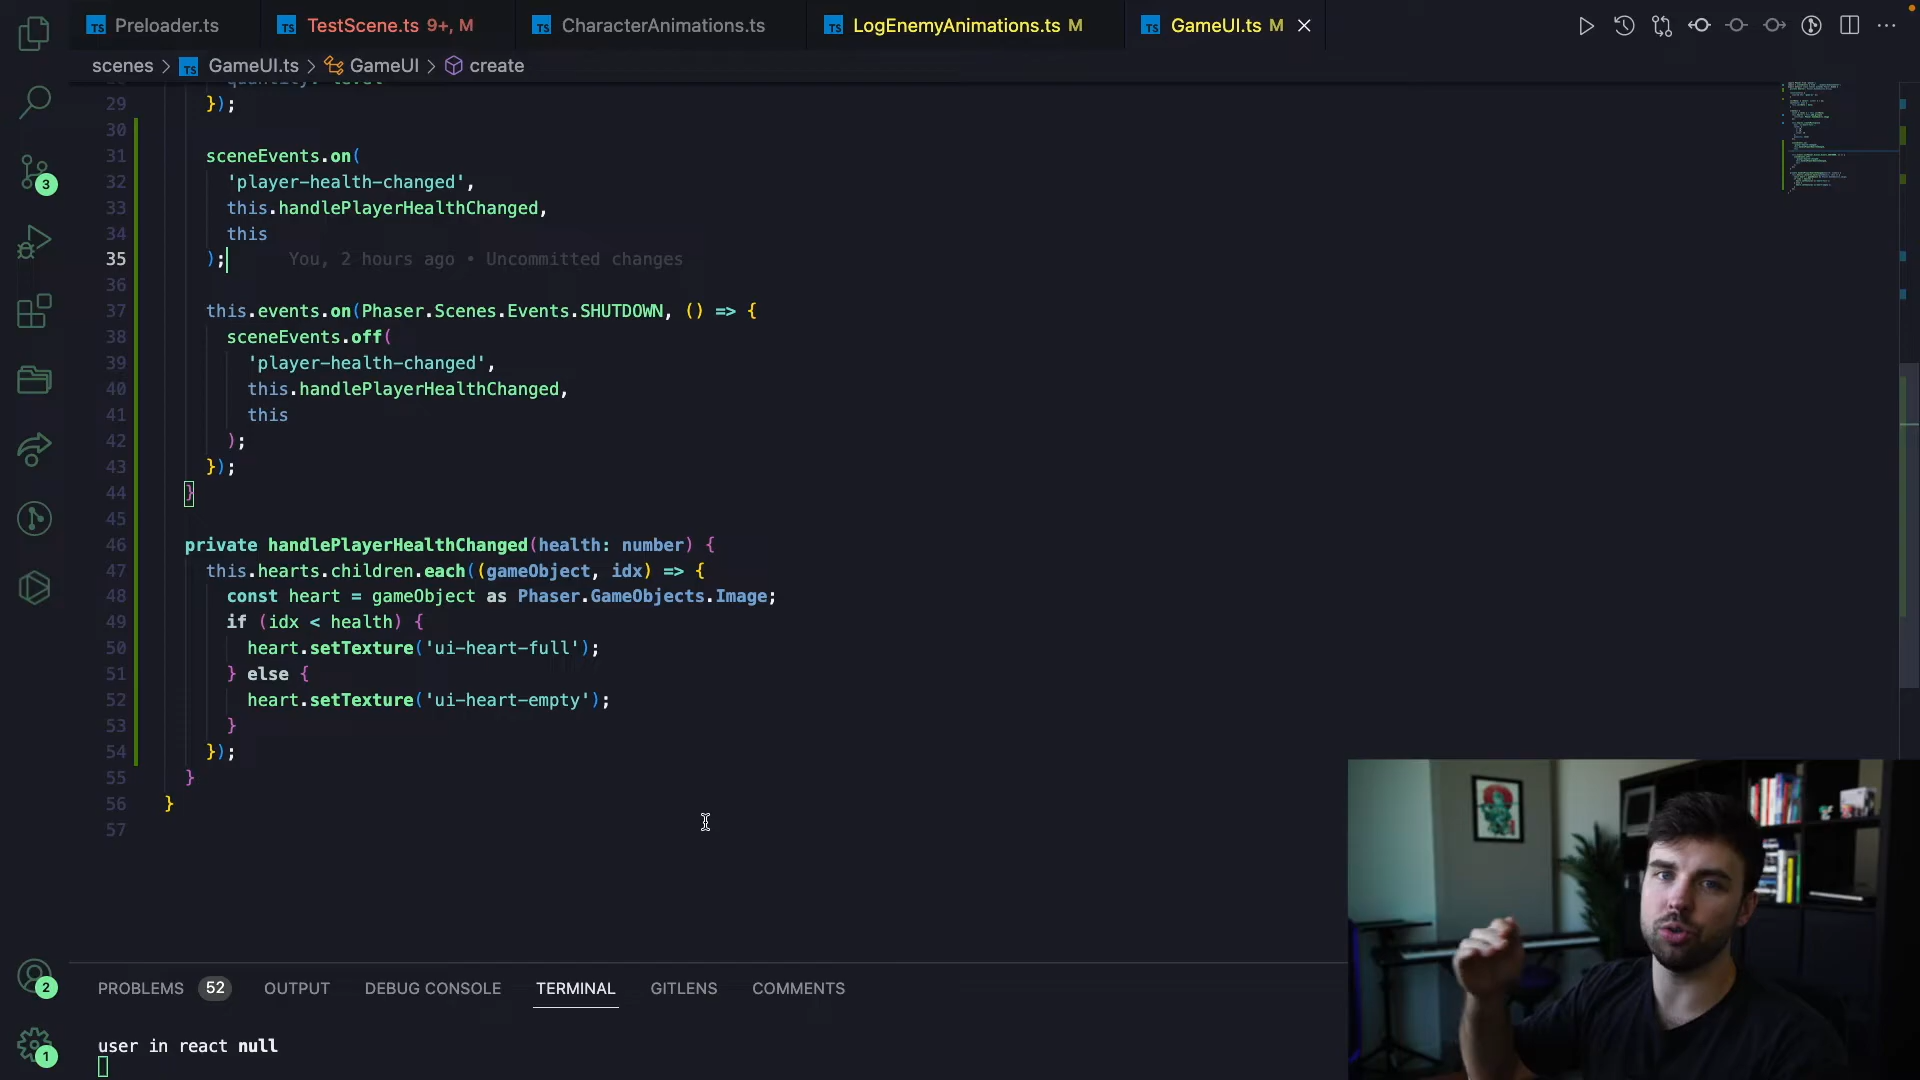 Preloader.ts
TestScene.ts 9+, M
CharacterAnimations.ts
LogEnemyAnimations.ts M
GameUI.ts M
scenes > GameUI.ts > GameUI > create
29 });
30
31 sceneEvents.on(
32 'player-health-changed',
33 this.handlePlayerHealthChanged,
34 this
35 ); You, 2 hours ago • Uncommitted changes
36
37 this.events.on(Phaser.Scenes.Events.SHUTDOWN, () => {
38 sceneEvents.off(
39 'player-health-changed',
40 this.handlePlayerHealthChanged,
41 this
42 );
43 });
44 }
45
46 private handlePlayerHealthChanged(health: number) {
47 this.hearts.children.each((gameObject, idx) => {
48 const heart = gameObject as Phaser.GameObjects.Image;
49 if (idx < health) {
50 heart.setTexture('ui-heart-full');
51 } else {
52 heart.setTexture('ui-heart-empty');
53 }
54 });
55 }
56 }
57
3
2
1
PROBLEMS 52 OUTPUT DEBUG CONSOLE TERMINAL GITLENS COMMENTS
user in react null